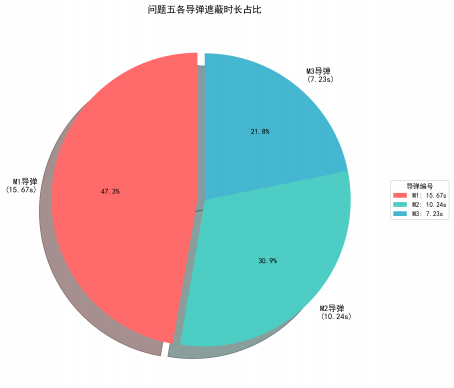 问题五各导弹遮蔽时长占比
M3导弹
(7.23s)
21.8%
M1导弹
(15.67s)
47.3%
30.9%
M2导弹
(10.24s)
导弹编号
M1: 15.67s
M2: 10.24s
M3: 7.23s